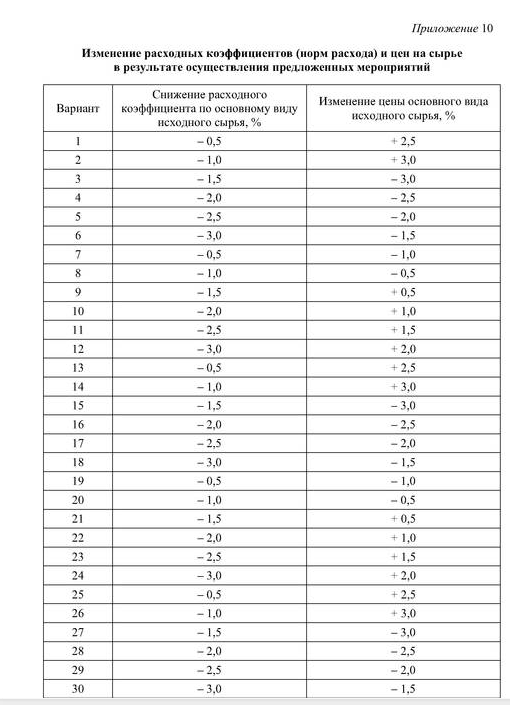 Приложение 10
Изменение расходных коэффициентов (норм расхода) и цен на сырье
в результате осуществления предложенных мероприятий
Вариант
Снижение расходного
коэффициента по основному виду
исходного сырья, %
Изменение цены основного вида
исходного сырья, %
1 – 0,5 + 2,5
2 – 1,0 + 3,0
3 – 1,5 – 3,0
4 – 2,0 – 2,5
5 – 2,5 – 2,0
6 – 3,0 – 1,5
7 – 0,5 – 1,0
8 – 1,0 – 0,5
9 – 1,5 + 0,5
10 – 2,0 + 1,0
11 – 2,5 + 1,5
12 – 3,0 + 2,0
13 – 0,5 + 2,5
14 – 1,0 + 3,0
15 – 1,5 – 3,0
16 – 2,0 – 2,5
17 – 2,5 – 2,0
18 – 3,0 – 1,5
19 – 0,5 – 1,0
20 – 1,0 – 0,5
21 – 1,5 + 0,5
22 – 2,0 + 1,0
23 – 2,5 + 1,5
24 – 3,0 + 2,0
25 – 0,5 + 2,5
26 – 1,0 + 3,0
27 – 1,5 – 3,0
28 – 2,0 – 2,5
29 – 2,5 – 2,0
30 – 3,0 – 1,5